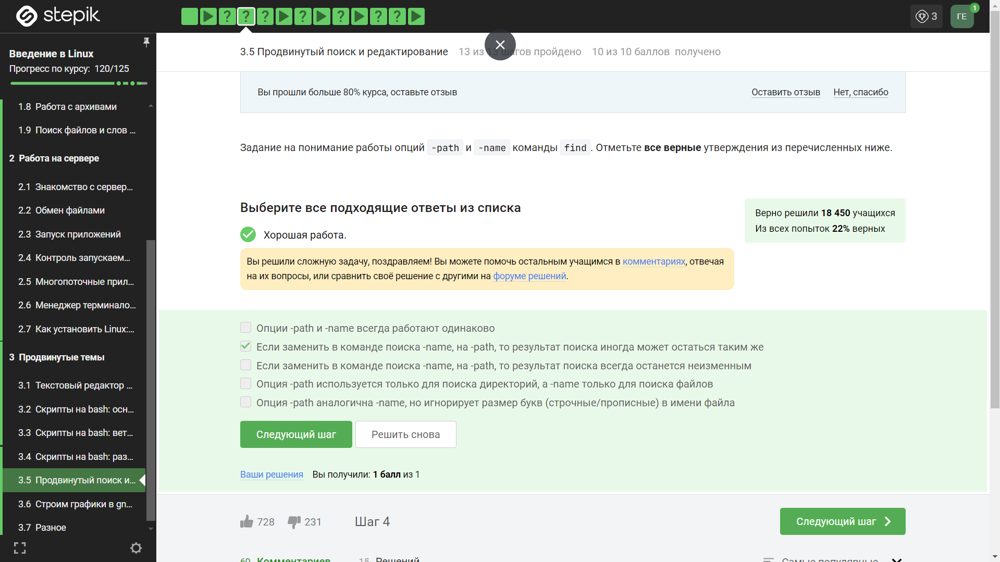 stepik
? ? ? ? ? ? ?
3
ГЕ
1
Введение в Linux
Прогресс по курсу: 120/125
1.8 Работа с архивами
1.9 Поиск файлов и слов ...
2 Работа на сервере
2.1 Знакомство с сервер...
2.2 Обмен файлами
2.3 Запуск приложений
2.4 Контроль запускаем...
2.5 Многопоточные прил...
2.6 Менеджер терминало...
2.7 Как установить Linux:...
3 Продвинутые темы
3.1 Текстовый редактор ...
3.2 Скрипты на bash: осн...
3.3 Скрипты на bash: вет...
3.4 Скрипты на bash: раз...
3.5 Продвинутый поиск и...
3.6 Строим графики в gn...
3.7 Разное
3.5 Продвинутый поиск и редактирование 13 из 13 шагов пройдено 10 из 10 баллов получено
Вы прошли больше 80% курса, оставьте отзыв
Оставить отзыв Нет, спасибо
Задание на понимание работы опций -path и -name команды find. Отметьте все верные утверждения из перечисленных ниже.
Выберите все подходящие ответы из списка
Верно решили 18 450 учащихся
Из всех попыток 22% верных
Хорошая работа.
Вы решили сложную задачу, поздравляем! Вы можете помочь остальным учащимся в комментариях, отвечая
на их вопросы, или сравнить своё решение с другими на форуме решений.
Опции -path и -name всегда работают одинаково
Если заменить в команде поиска -name, на -path, то результат поиска иногда может остаться таким же
Если заменить в команде поиска -name, на -path, то результат поиска всегда останется неизменным
Опция -path используется только для поиска директорий, а -name только для поиска файлов
Опция -path аналогична -name, но игнорирует размер букв (строчные/прописные) в имени файла
Следующий шаг
Решить снова
Ваши решения Вы получили: 1 балл из 1
728 231 Шаг 4
Следующий шаг
60 Комментариев 15 Решений
Самые популярные